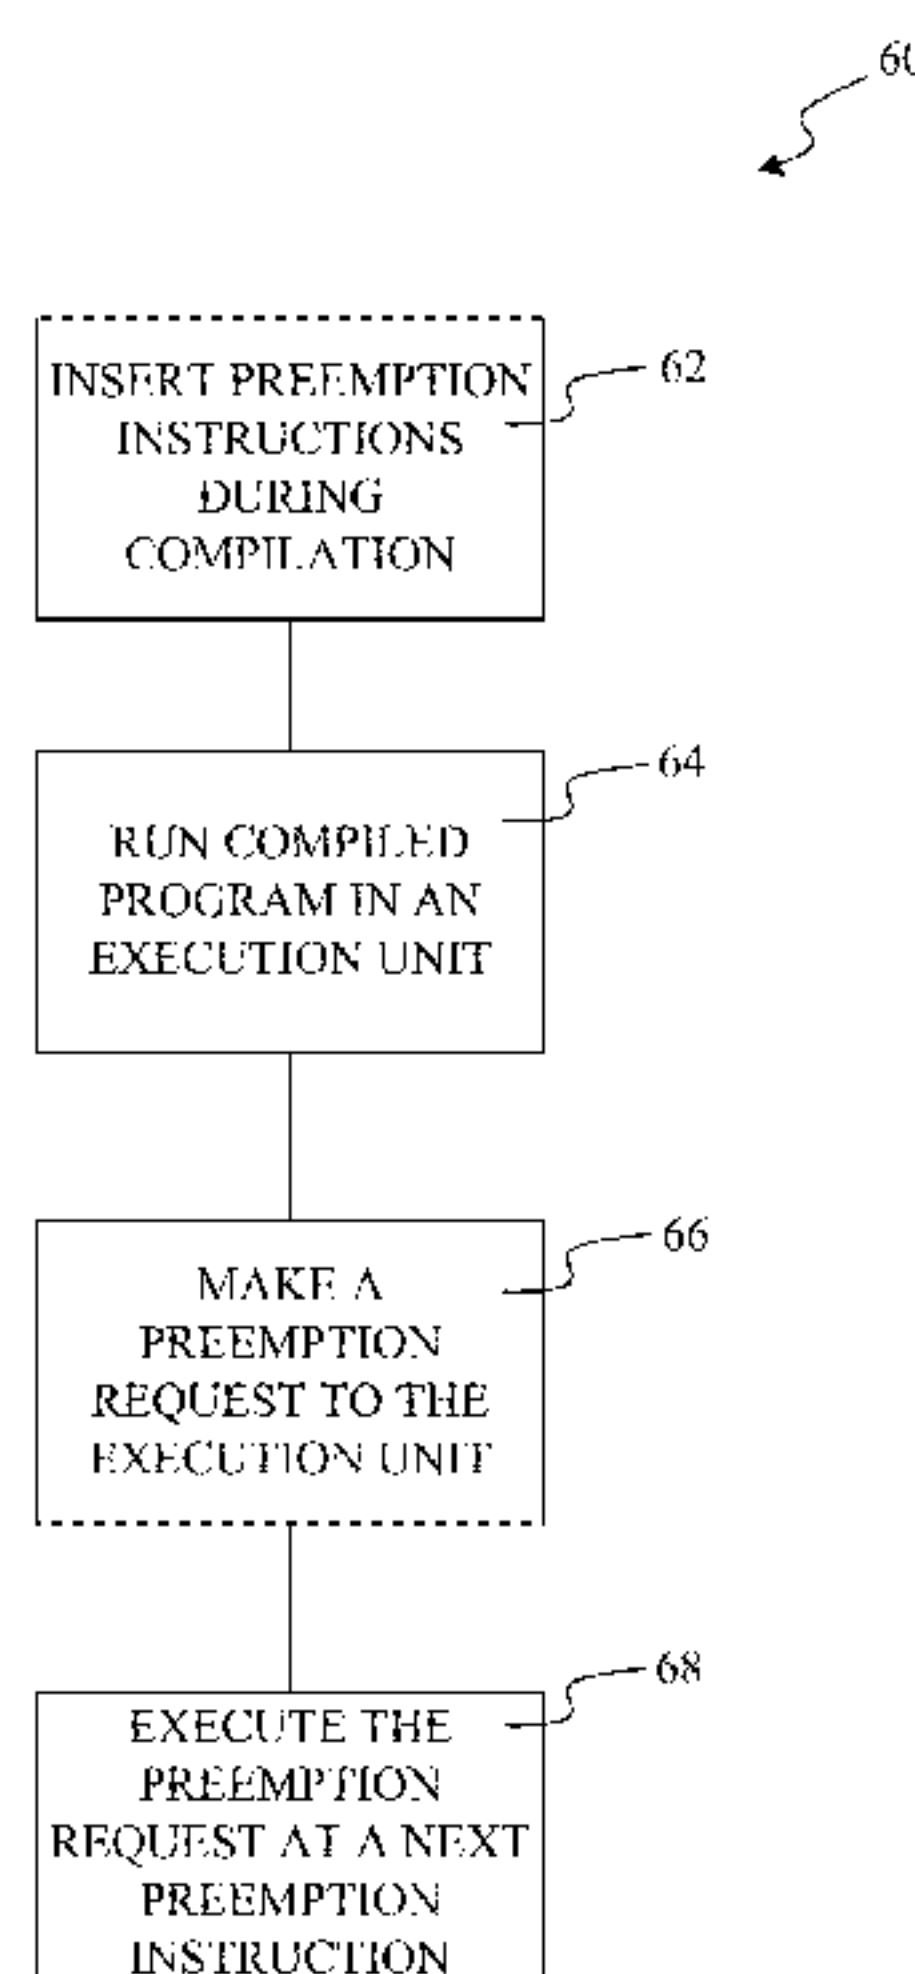 60
INSERT PREEMPTION
INSTRUCTIONS
DURING
COMPILATION
62
RUN COMPILED
PROGRAM IN AN
EXECUTION UNIT
64
MAKE A
PREEMPTION
REQUEST TO THE
EXECUTION UNIT
66
EXECUTE THE
PREEMPTION
REQUEST AT A NEXT
PREEMPTION
INSTRUCTION
68